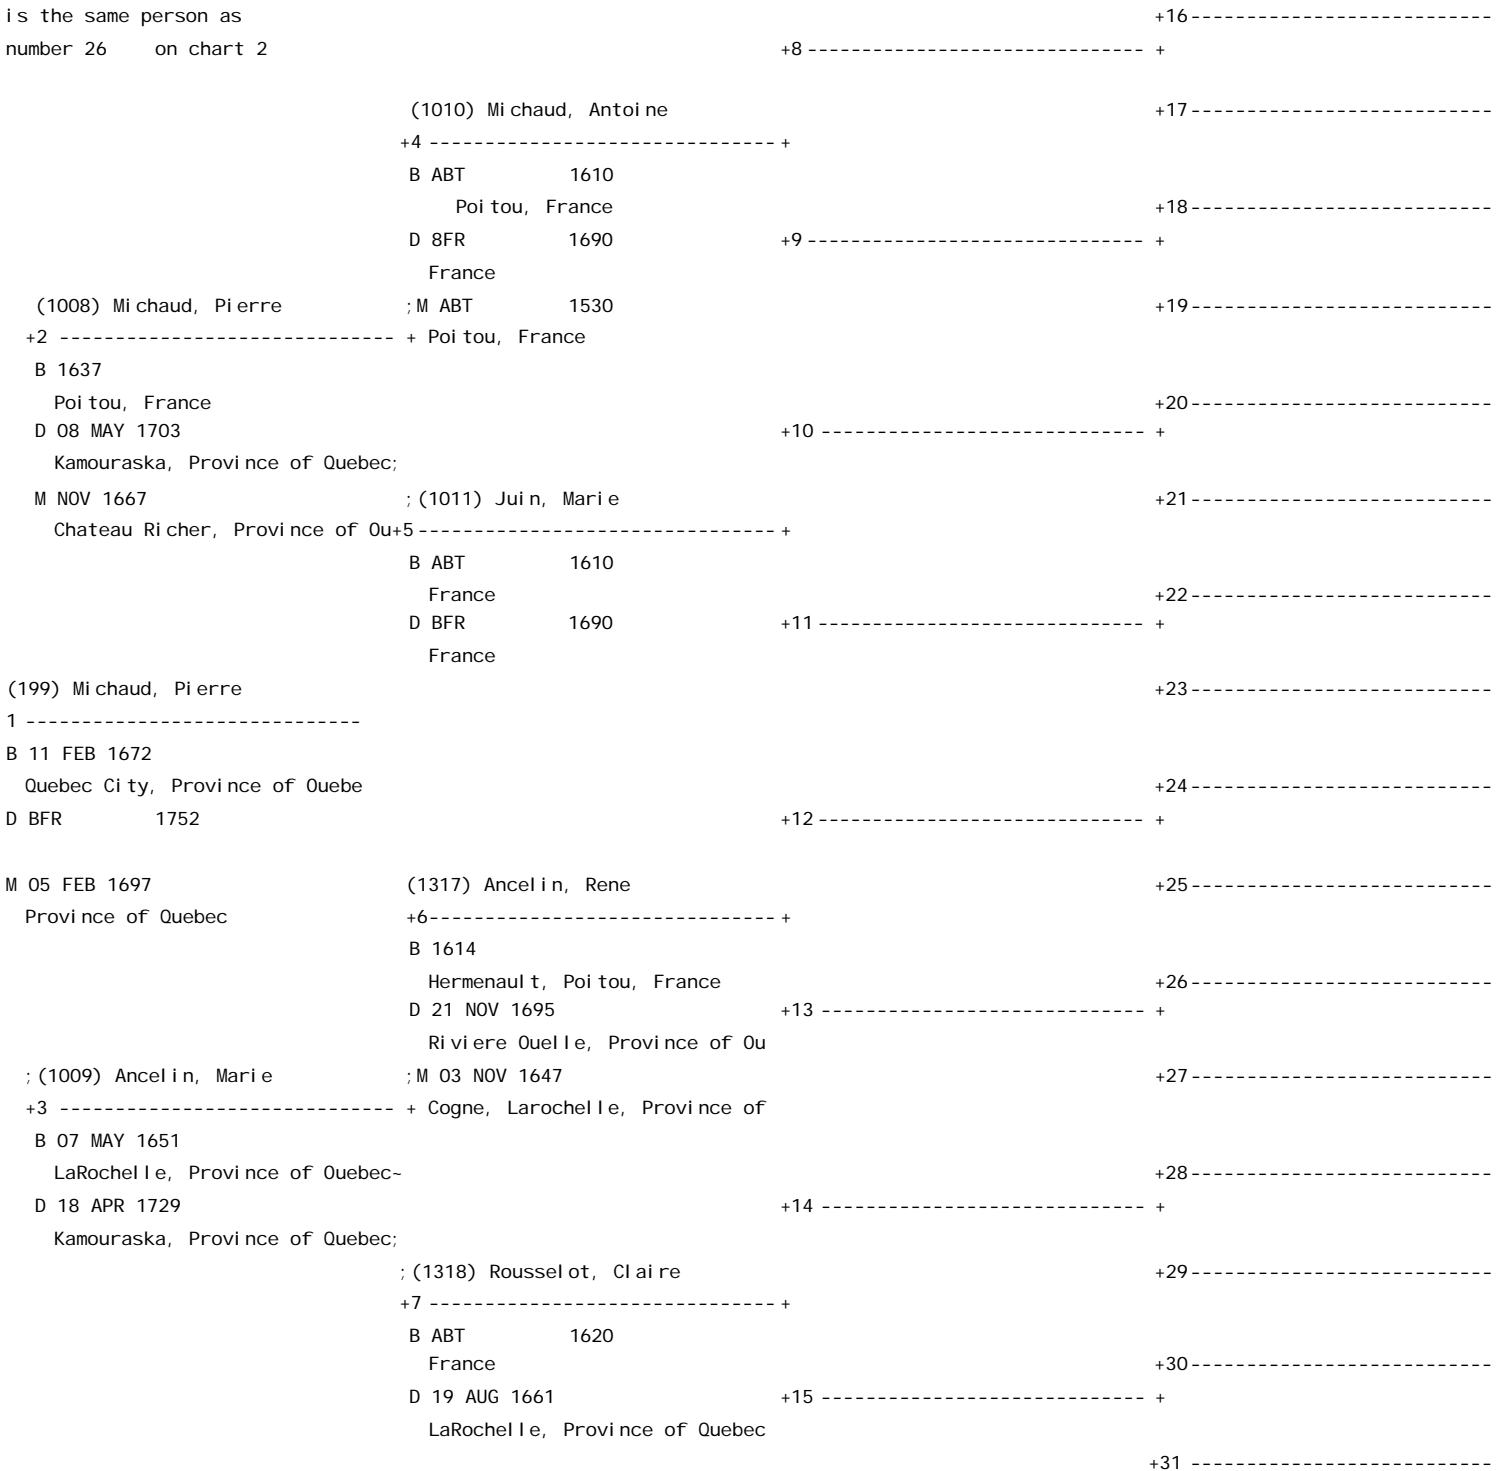 is the same person as +16---------------------------
number 26 on chart 2 +8 ------------------------------ +
(1010) Michaud, Antoine +17---------------------------
+4 ------------------------------- +
B ABT 1610
Poitou, France +18---------------------------
D 8FR 1690 +9 ------------------------------ +
France
(1008) Michaud, Pierre ;M ABT 1530 +19---------------------------
+2 ------------------------------ + Poitou, France
B 1637
Poitou, France +20---------------------------
D 08 MAY 1703 +10 ----------------------------- +
Kamouraska, Province of Quebec;
M NOV 1667 ;(1011) Juin, Marie +21---------------------------
Chateau Richer, Province of Ou+5-------------------------------- +
B ABT 1610
France +22---------------------------
D BFR 1690 +11 ----------------------------- +
France
(199) Michaud, Pierre +23---------------------------
1 ------------------------------
B 11 FEB 1672
Quebec City, Province of Ouebe +24---------------------------
D BFR 1752 +12 ----------------------------- +
M 05 FEB 1697 (1317) Ancelin, Rene +25---------------------------
Province of Quebec +6------------------------------- +
B 1614
Hermenault, Poitou, France +26---------------------------
D 21 NOV 1695 +13 ----------------------------- +
Riviere Ouelle, Province of Ou
;(1009) Ancelin, Marie ;M 03 NOV 1647 +27---------------------------
+3 ------------------------------ + Cogne, Larochelle, Province of
B 07 MAY 1651
LaRochelle, Province of Ouebec~ +28---------------------------
D 18 APR 1729 +14 ----------------------------- +
Kamouraska, Province of Quebec;
;(1318) Rousselot, Claire +29---------------------------
+7 ------------------------------- +
B ABT 1620
France +30---------------------------
D 19 AUG 1661 +15 ----------------------------- +
LaRochelle, Province of Quebec
+31 ---------------------------